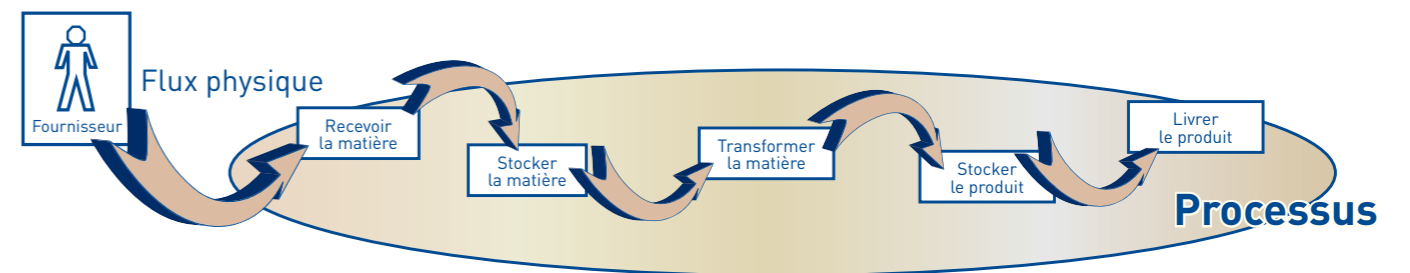 Fournisseur
Flux physique
Recevoir
la matière
Stocker
la matière
Transformer
la matière
Stocker
le produit
Livrer
le produit
Processus